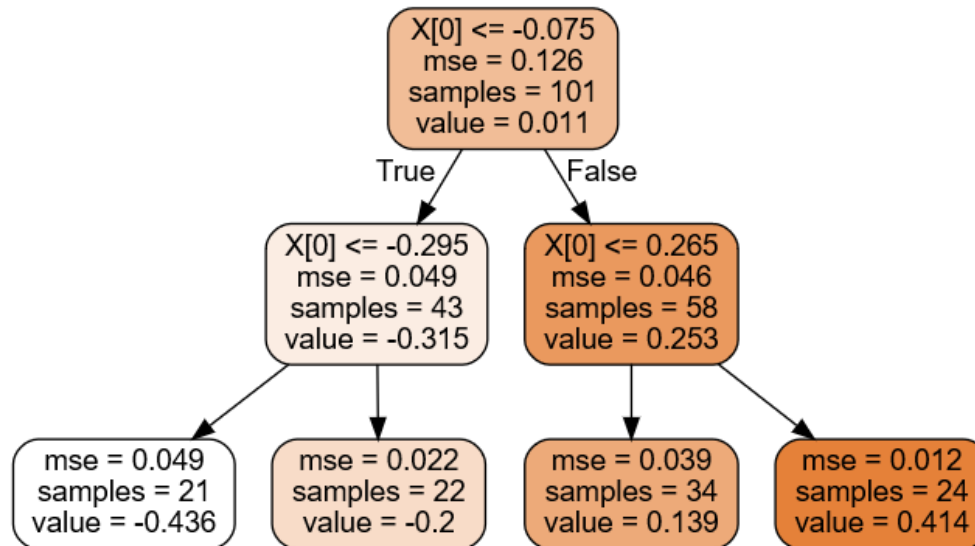 X[0] <= -0.075
mse = 0.126
samples = 101
value = 0.011
True
False
X[0] <= -0.295
mse = 0.049
samples = 43
value = -0.315
X[0] <= 0.265
mse = 0.046
samples = 58
value = 0.253
mse = 0.049
samples = 21
value = -0.436
mse = 0.022
samples = 22
value = -0.2
mse = 0.039
samples = 34
value = 0.139
mse = 0.012
samples = 24
value = 0.414